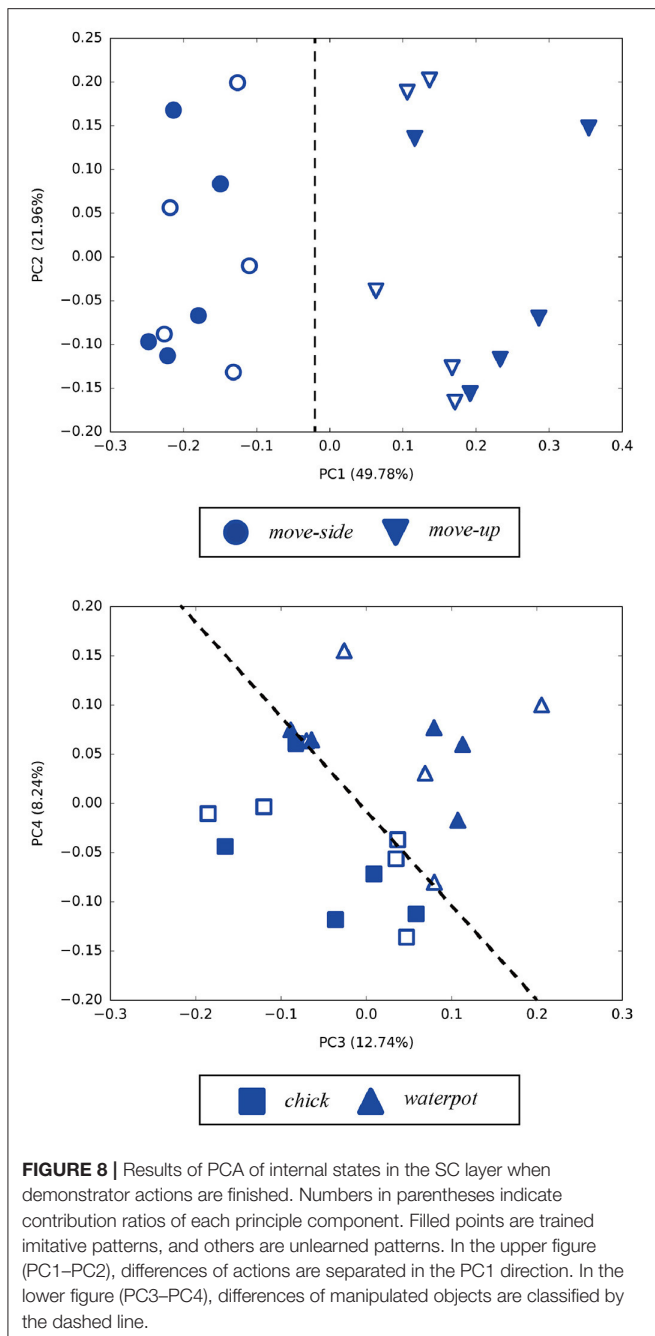 0.25
0.20
0.15
0.10
0.05
0.00
−0.05
−0.10
−0.15
−0.20
PC2 (21.96%)
−0.3 −0.2 −0.1 0.0 0.1 0.2 0.3 0.4
PC1 (49.78%)
move-side move-up
0.20
0.15
0.10
0.05
0.00
−0.05
−0.10
−0.15
−0.20
PC4 (8.24%)
−0.3 −0.2 −0.1 0.0 0.1 0.2 0.3
PC3 (12.74%)
chick waterpot
FIGURE 8 | Results of PCA of internal states in the SC layer when
demonstrator actions are finished. Numbers in parentheses indicate
contribution ratios of each principle component. Filled points are trained
imitative patterns, and others are unlearned patterns. In the upper figure
(PC1–PC2), differences of actions are separated in the PC1 direction. In the
lower figure (PC3–PC4), differences of manipulated objects are classified by
the dashed line.